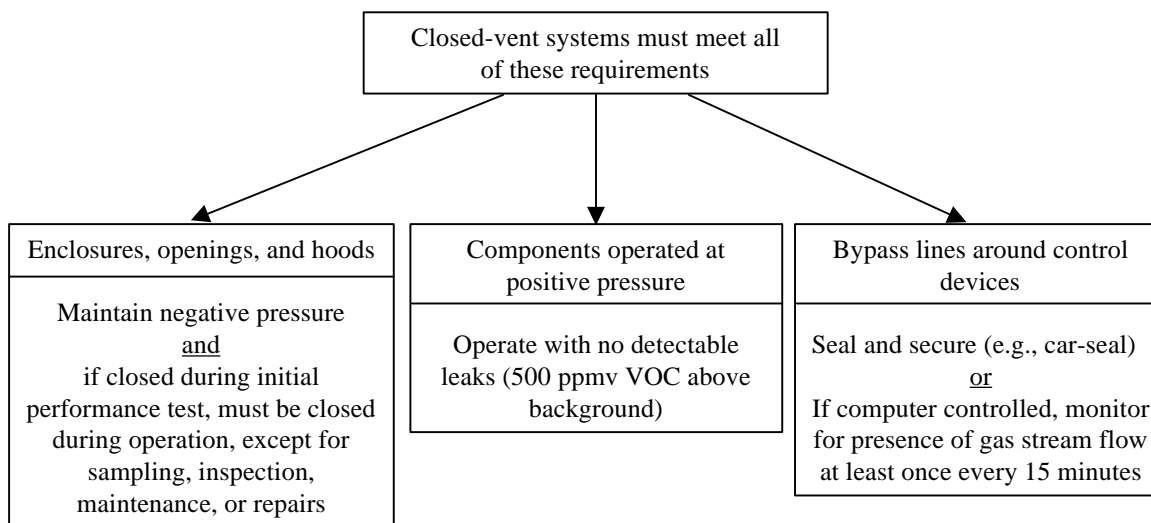 Closed-vent systems must meet all
of these requirements
Enclosures, openings, and hoods
Maintain negative pressure
and
if closed during initial
performance test, must be closed
during operation, except for
sampling, inspection,
maintenance, or repairs
Components operated at
positive pressure
Operate with no detectable
leaks (500 ppmv VOC above
background)
Bypass lines around control
devices
Seal and secure (e.g., car-seal)
or
If computer controlled, monitor
for presence of gas stream flow
at least once every 15 minutes